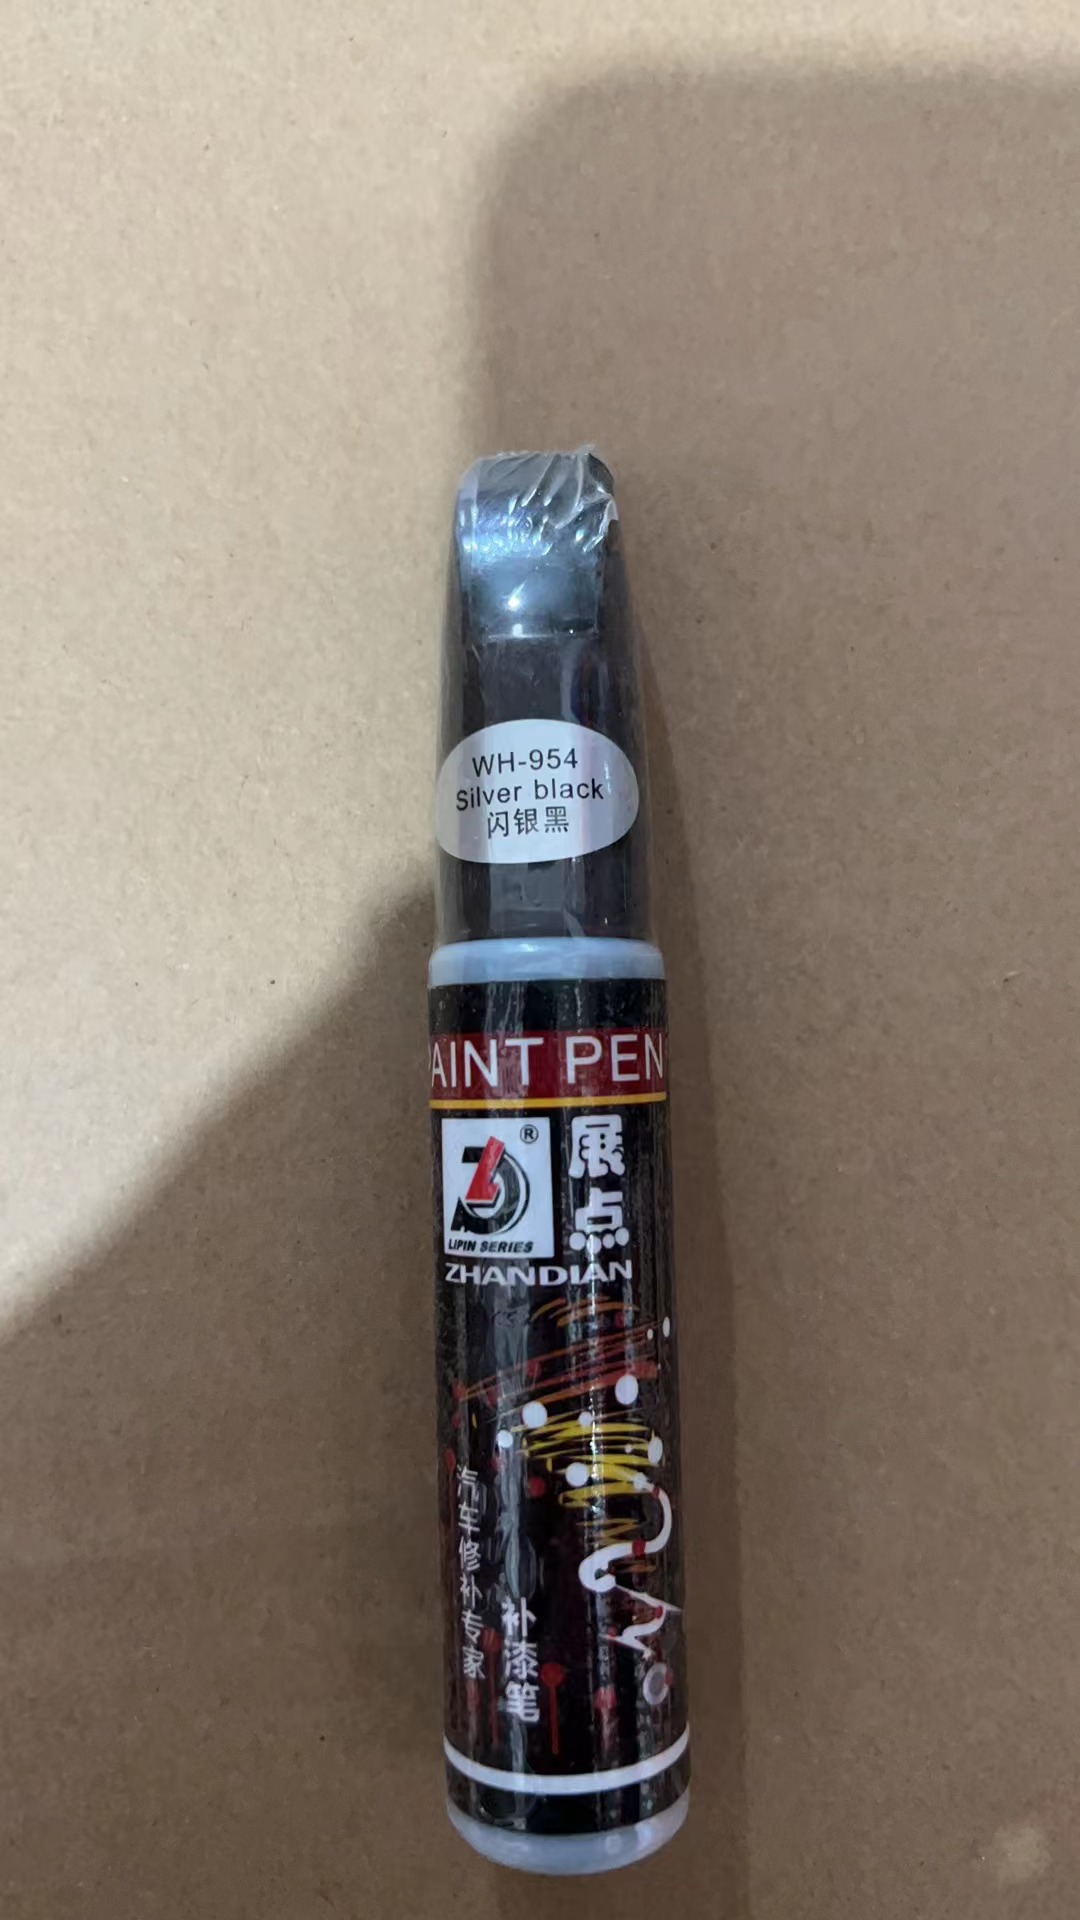 WH-954
Silver black
闪银黑
AINT PEN
®
展点
LIPIN SERIES
ZHANDIAN
汽车修补专家
补漆笔